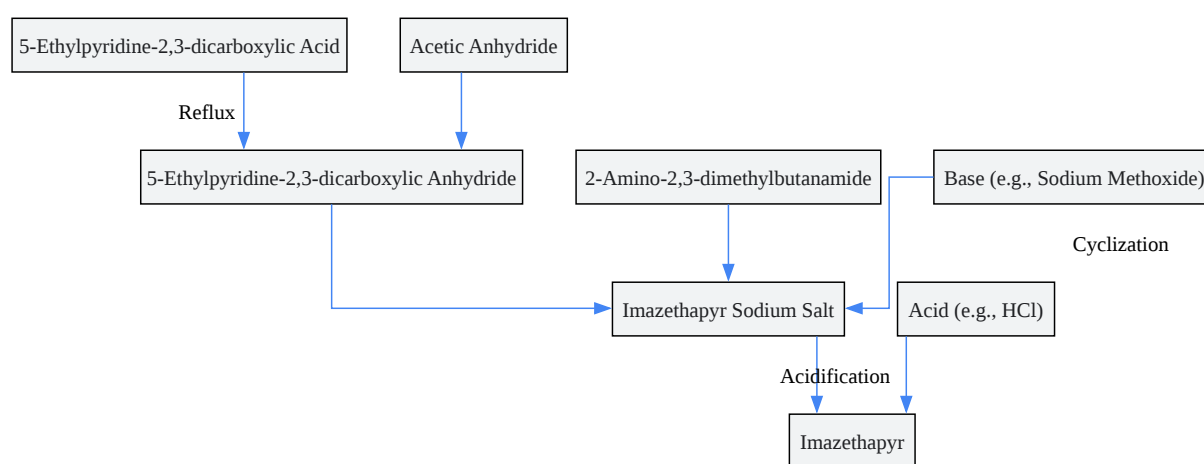 5-Ethylpyridine-2,3-dicarboxylic Acid
Acetic Anhydride
Reflux
5-Ethylpyridine-2,3-dicarboxylic Anhydride
2-Amino-2,3-dimethylbutanamide
Base (e.g., Sodium Methoxide)
Cyclization
Imazethapyr Sodium Salt
Acid (e.g., HCl)
Acidification
Imazethapyr